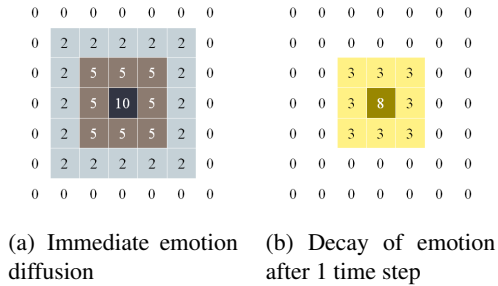 0 0 0 0 0 0 0
0 2 2 2 2 2 0
0 2 5 5 5 2 0
0 2 5 10 5 2 0
0 2 5 5 5 2 0
0 2 2 2 2 2 0
0 0 0 0 0 0 0
(a) Immediate emotion
diffusion
0 0 0 0 0 0 0
0 0 0 0 0 0 0
0 0 3 3 3 0 0
0 0 3 8 3 0 0
0 0 3 3 3 0 0
0 0 0 0 0 0 0
0 0 0 0 0 0 0
(b) Decay of emotion
after 1 time step